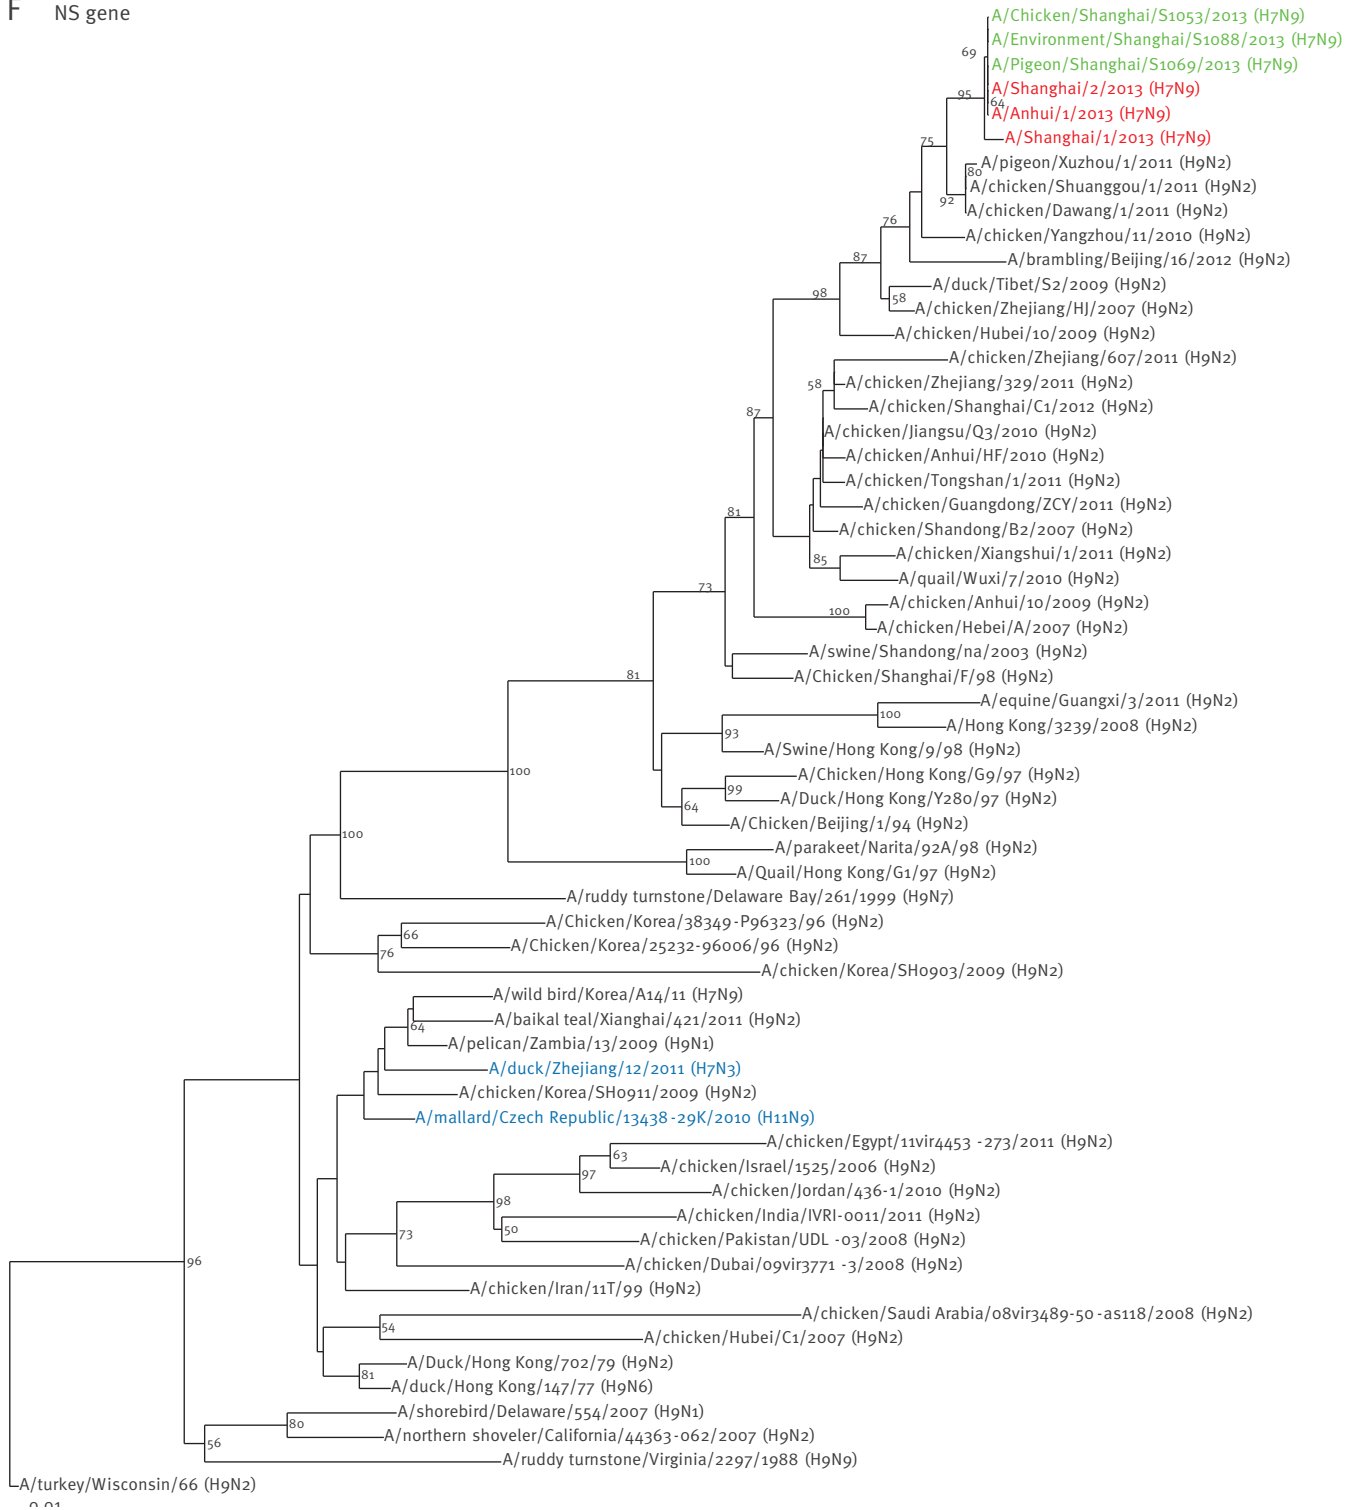 F NS gene
A/Chicken/Shanghai/S1053/2013 (H7N9)
A/Environment/Shanghai/S1088/2013 (H7N9)
69
A/Pigeon/Shanghai/S1069/2013 (H7N9)
A/Shanghai/2/2013 (H7N9)
95
64
A/Anhui/1/2013 (H7N9)
A/Shanghai/1/2013 (H7N9)
75
A/pigeon/Xuzhou/1/2011 (H9N2)
80
A/chicken/Shuanggou/1/2011 (H9N2)
92
A/chicken/Dawang/1/2011 (H9N2)
76
A/chicken/Yangzhou/11/2010 (H9N2)
87
A/brambling/Beijing/16/2012 (H9N2)
A/duck/Tibet/S2/2009 (H9N2)
98
58
A/chicken/Zhejiang/HJ/2007 (H9N2)
A/chicken/Hubei/10/2009 (H9N2)
A/chicken/Zhejiang/607/2011 (H9N2)
58
A/chicken/Zhejiang/329/2011 (H9N2)
A/chicken/Shanghai/C1/2012 (H9N2)
87
A/chicken/Jiangsu/Q3/2010 (H9N2)
A/chicken/Anhui/HF/2010 (H9N2)
A/chicken/Tongshan/1/2011 (H9N2)
A/chicken/Guangdong/ZCY/2011 (H9N2)
81
A/chicken/Shandong/B2/2007 (H9N2)
A/chicken/Xiangshui/1/2011 (H9N2)
85
A/quail/Wuxi/7/2010 (H9N2)
73
A/chicken/Anhui/10/2009 (H9N2)
100
A/chicken/Hebei/A/2007 (H9N2)
A/swine/Shandong/na/2003 (H9N2)
81
A/Chicken/Shanghai/F/98 (H9N2)
A/equine/Guangxi/3/2011 (H9N2)
100
A/Hong Kong/3239/2008 (H9N2)
93
A/Swine/Hong Kong/9/98 (H9N2)
100
A/Chicken/Hong Kong/G9/97 (H9N2)
99
A/Duck/Hong Kong/Y280/97 (H9N2)
64
A/Chicken/Beijing/1/94 (H9N2)
100
A/parakeet/Narita/92A/98 (H9N2)
100
A/Quail/Hong Kong/G1/97 (H9N2)
A/ruddy turnstone/Delaware Bay/261/1999 (H9N7)
A/Chicken/Korea/38349-P96323/96 (H9N2)
66
A/Chicken/Korea/25232-96006/96 (H9N2)
76
A/chicken/Korea/SH0903/2009 (H9N2)
A/wild bird/Korea/A14/11 (H7N9)
A/baikal teal/Xianghai/421/2011 (H9N2)
64
A/pelican/Zambia/13/2009 (H9N1)
A/duck/Zhejiang/12/2011 (H7N3)
A/chicken/Korea/SH0911/2009 (H9N2)
A/mallard/Czech Republic/13438-29K/2010 (H11N9)
A/chicken/Egypt/11vir4453 -273/2011 (H9N2)
63
A/chicken/Israel/1525/2006 (H9N2)
97
A/chicken/Jordan/436-1/2010 (H9N2)
98
A/chicken/India/IVRI-0011/2011 (H9N2)
50
A/chicken/Pakistan/UDL -03/2008 (H9N2)
73
96
A/chicken/Dubai/09vir3771 -3/2008 (H9N2)
A/chicken/Iran/11T/99 (H9N2)
A/chicken/Saudi Arabia/08vir3489-50 -as118/2008 (H9N2)
54
A/chicken/Hubei/C1/2007 (H9N2)
A/Duck/Hong Kong/702/79 (H9N2)
81
A/duck/Hong Kong/147/77 (H9N6)
A/shorebird/Delaware/554/2007 (H9N1)
80
A/northern shoveler/California/44363-062/2007 (H9N2)
56
A/ruddy turnstone/Virginia/2297/1988 (H9N9)
A/turkey/Wisconsin/66 (H9N2)
0.01